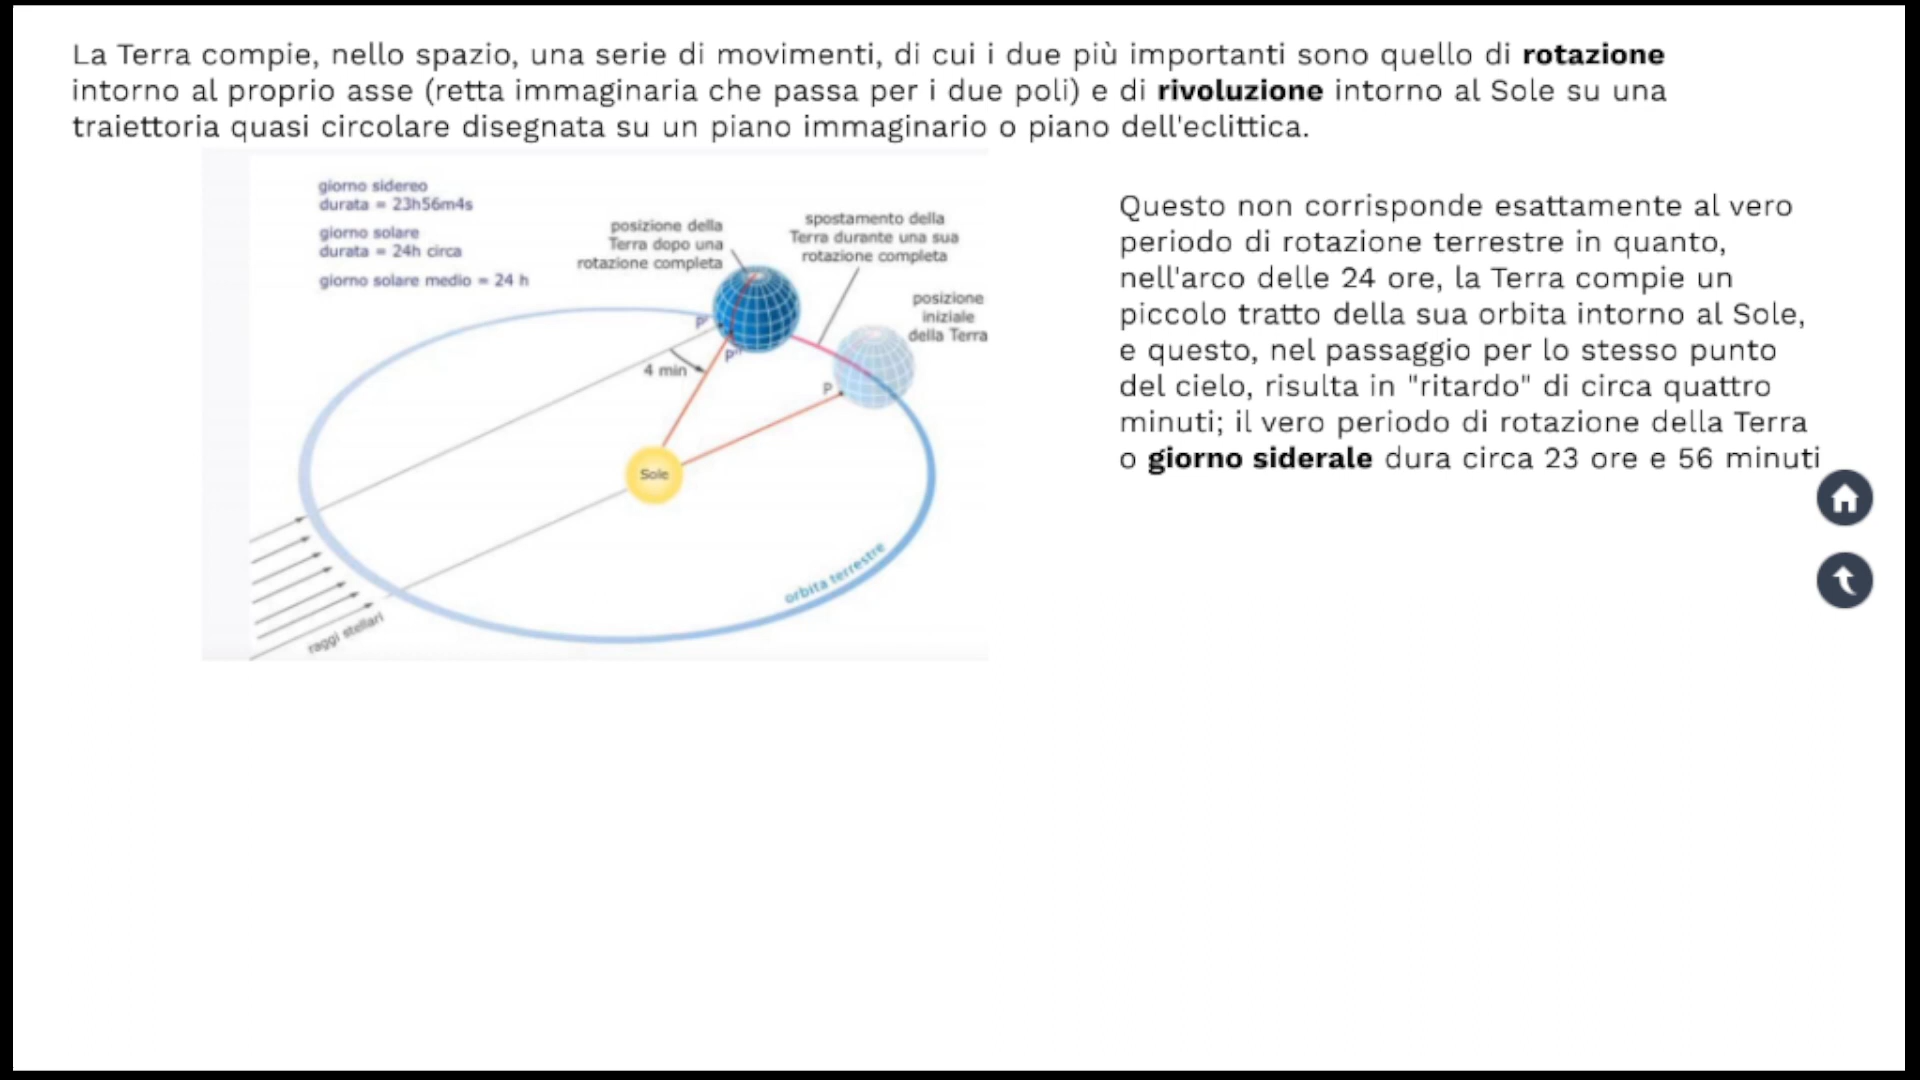 La Terra compie, nello spazio, una serie di movimenti, di cui i due più importanti sono quello di rotazione
intorno al proprio asse (retta immaginaria che passa per i due poli) e di rivoluzione intorno al Sole su una
traiettoria quasi circolare disegnata su un piano immaginario o piano dell'eclittica.
giorno sidereo
durata = 23h56m4s
giorno solare
durata = 24h circa
giorno solare medio = 24 h
posizione della
Terra dopo una
rotazione completa
spostamento della
Terra durante una sua
rotazione completa
posizione
iniziale
della Terra
P'
P"
4 min
P
Sole
orbita terrestre
raggi stellari
Questo non corrisponde esattamente al vero
periodo di rotazione terrestre in quanto,
nell'arco delle 24 ore, la Terra compie un
piccolo tratto della sua orbita intorno al Sole,
e questo, nel passaggio per lo stesso punto
del cielo, risulta in "ritardo" di circa quattro
minuti; il vero periodo di rotazione della Terra
o giorno siderale dura circa 23 ore e 56 minuti